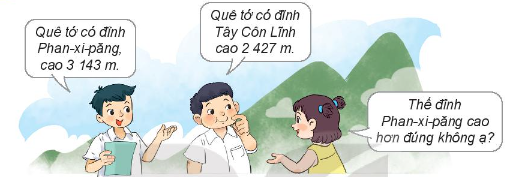 Quê tớ có đỉnh
Phan-xi-păng,
cao 3 143 m.
Quê tớ có đỉnh
Tây Côn Lĩnh
cao 2 427 m.
Thế đỉnh
Phan-xi-păng cao
hơn đúng không ạ?